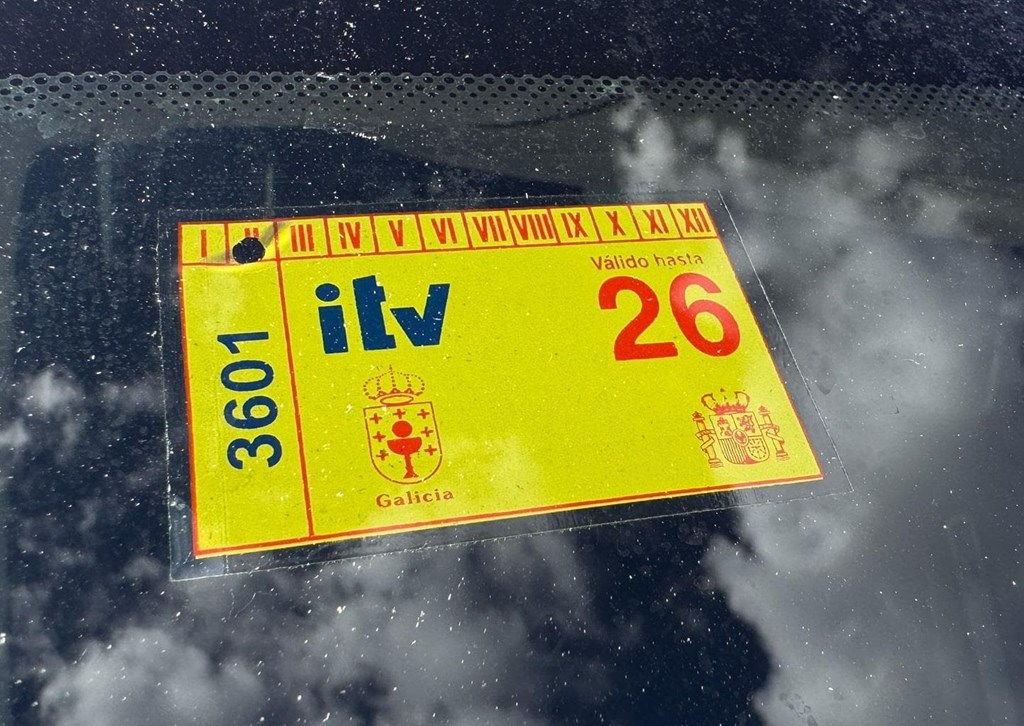 I II III IV V VI VII VIII IX X XI XII
Válido hasta
itv
26
3601
Galicia